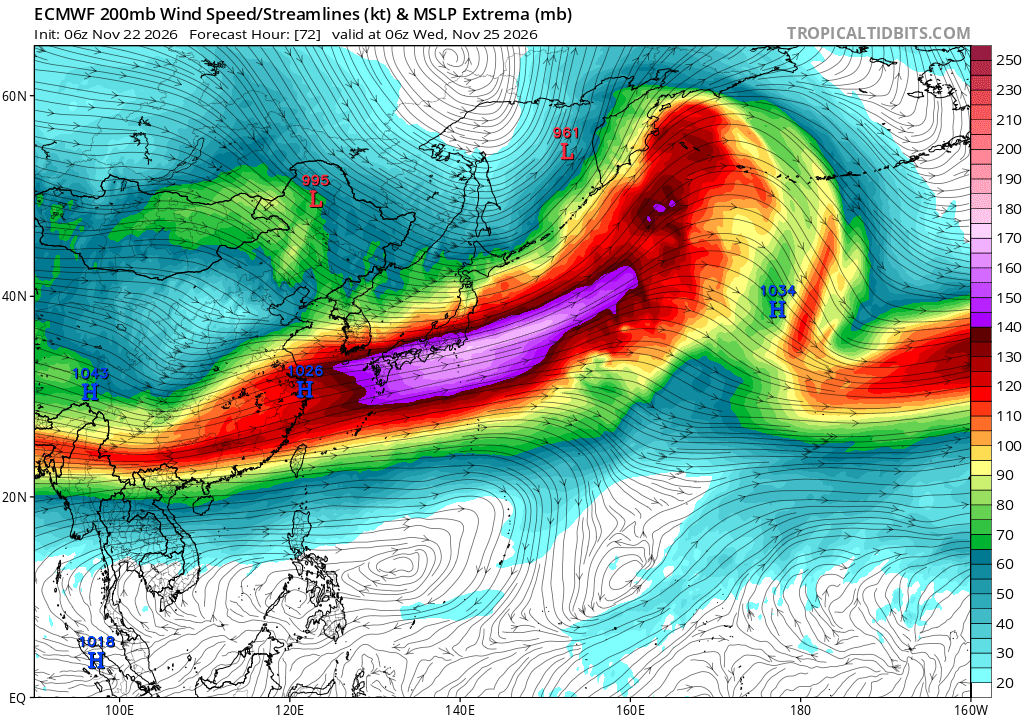 ECMWF 200mb Wind Speed/Streamlines (kt) & MSLP Extrema (mb)
Init: 06z Nov 22 2026   Forecast Hour: [72]   valid at 06z Wed, Nov 25 2026
TROPICALTIDBITS.COM
250
230
210
200
190
180
170
160
150
140
130
120
110
100
90
80
70
60
50
40
30
20
60N
40N
20N
EQ
961
L
995
L
1034
H
1043
H
1026
H
1018
H
100E
120E
140E
160E
180
160W